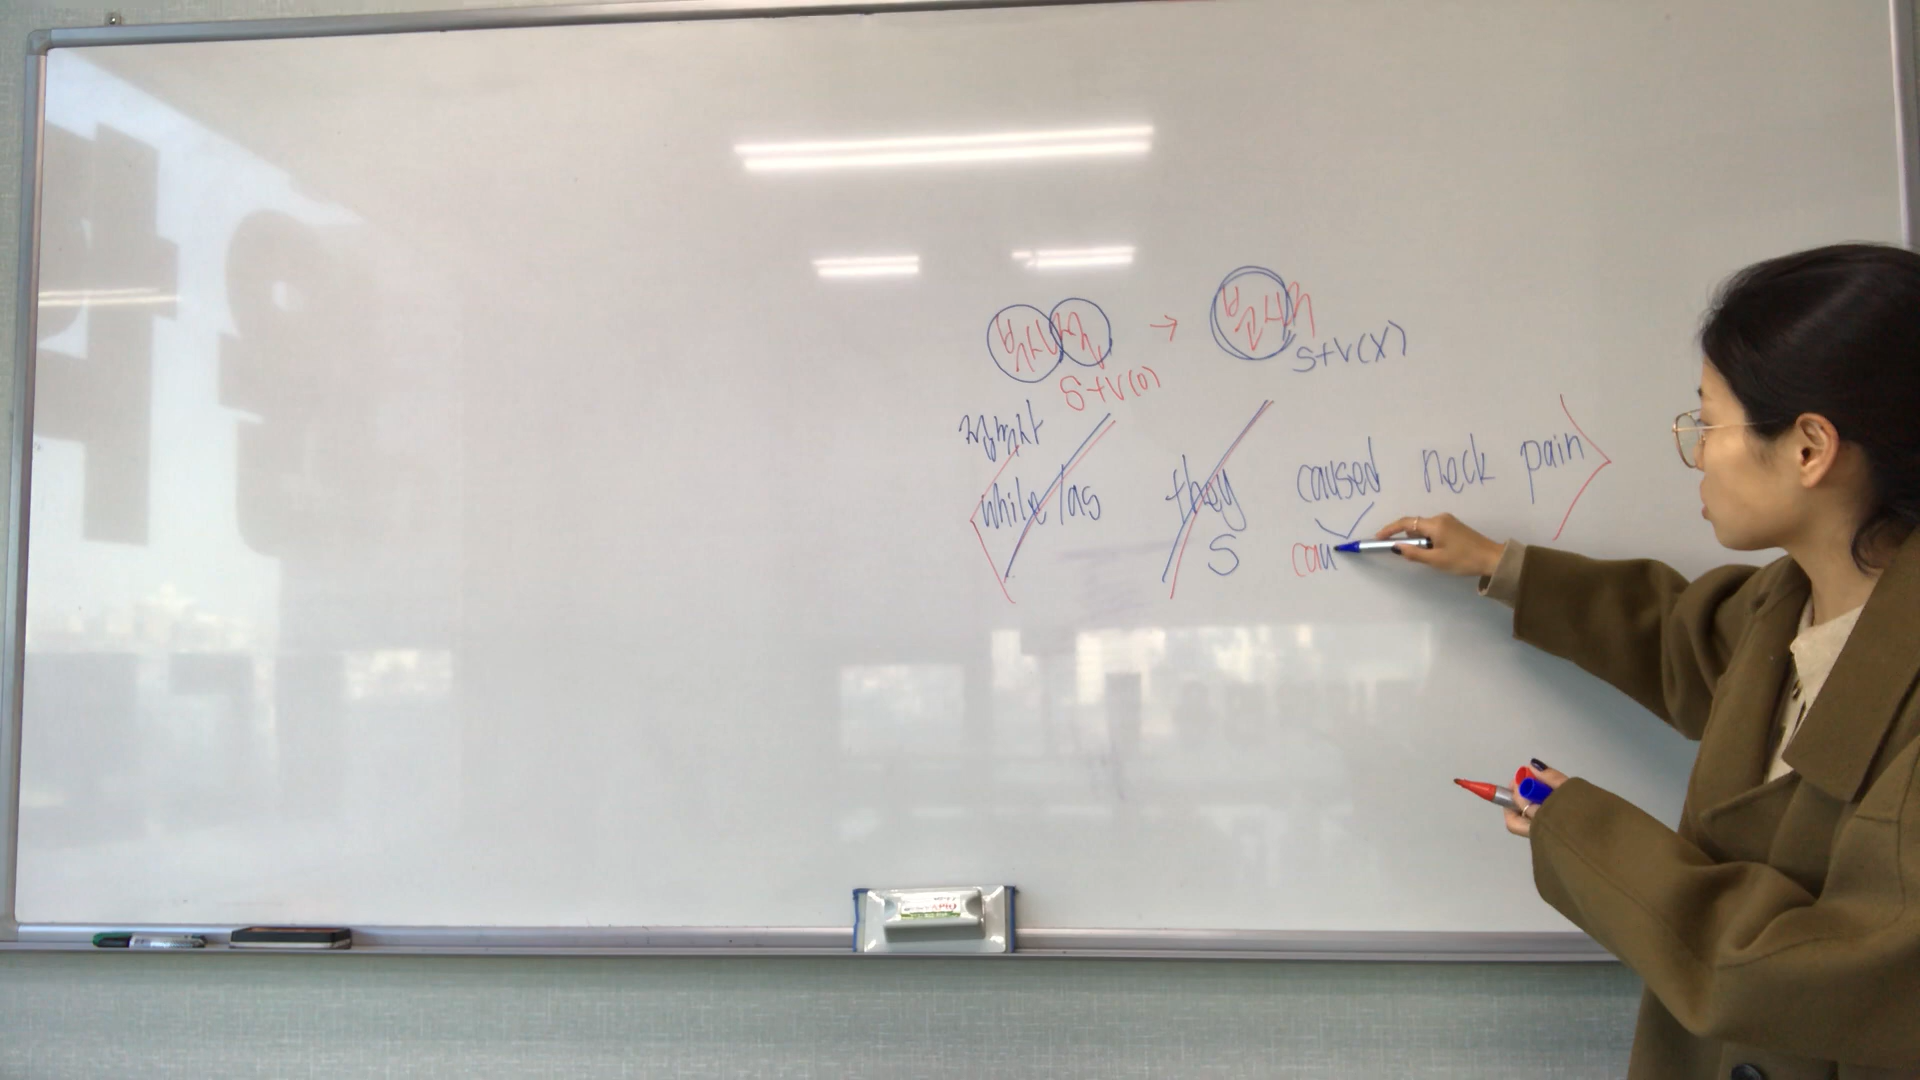 부사절 → 분사구
S+V(O) S+V(X)
접속사
while/as they caused neck pain
S cau